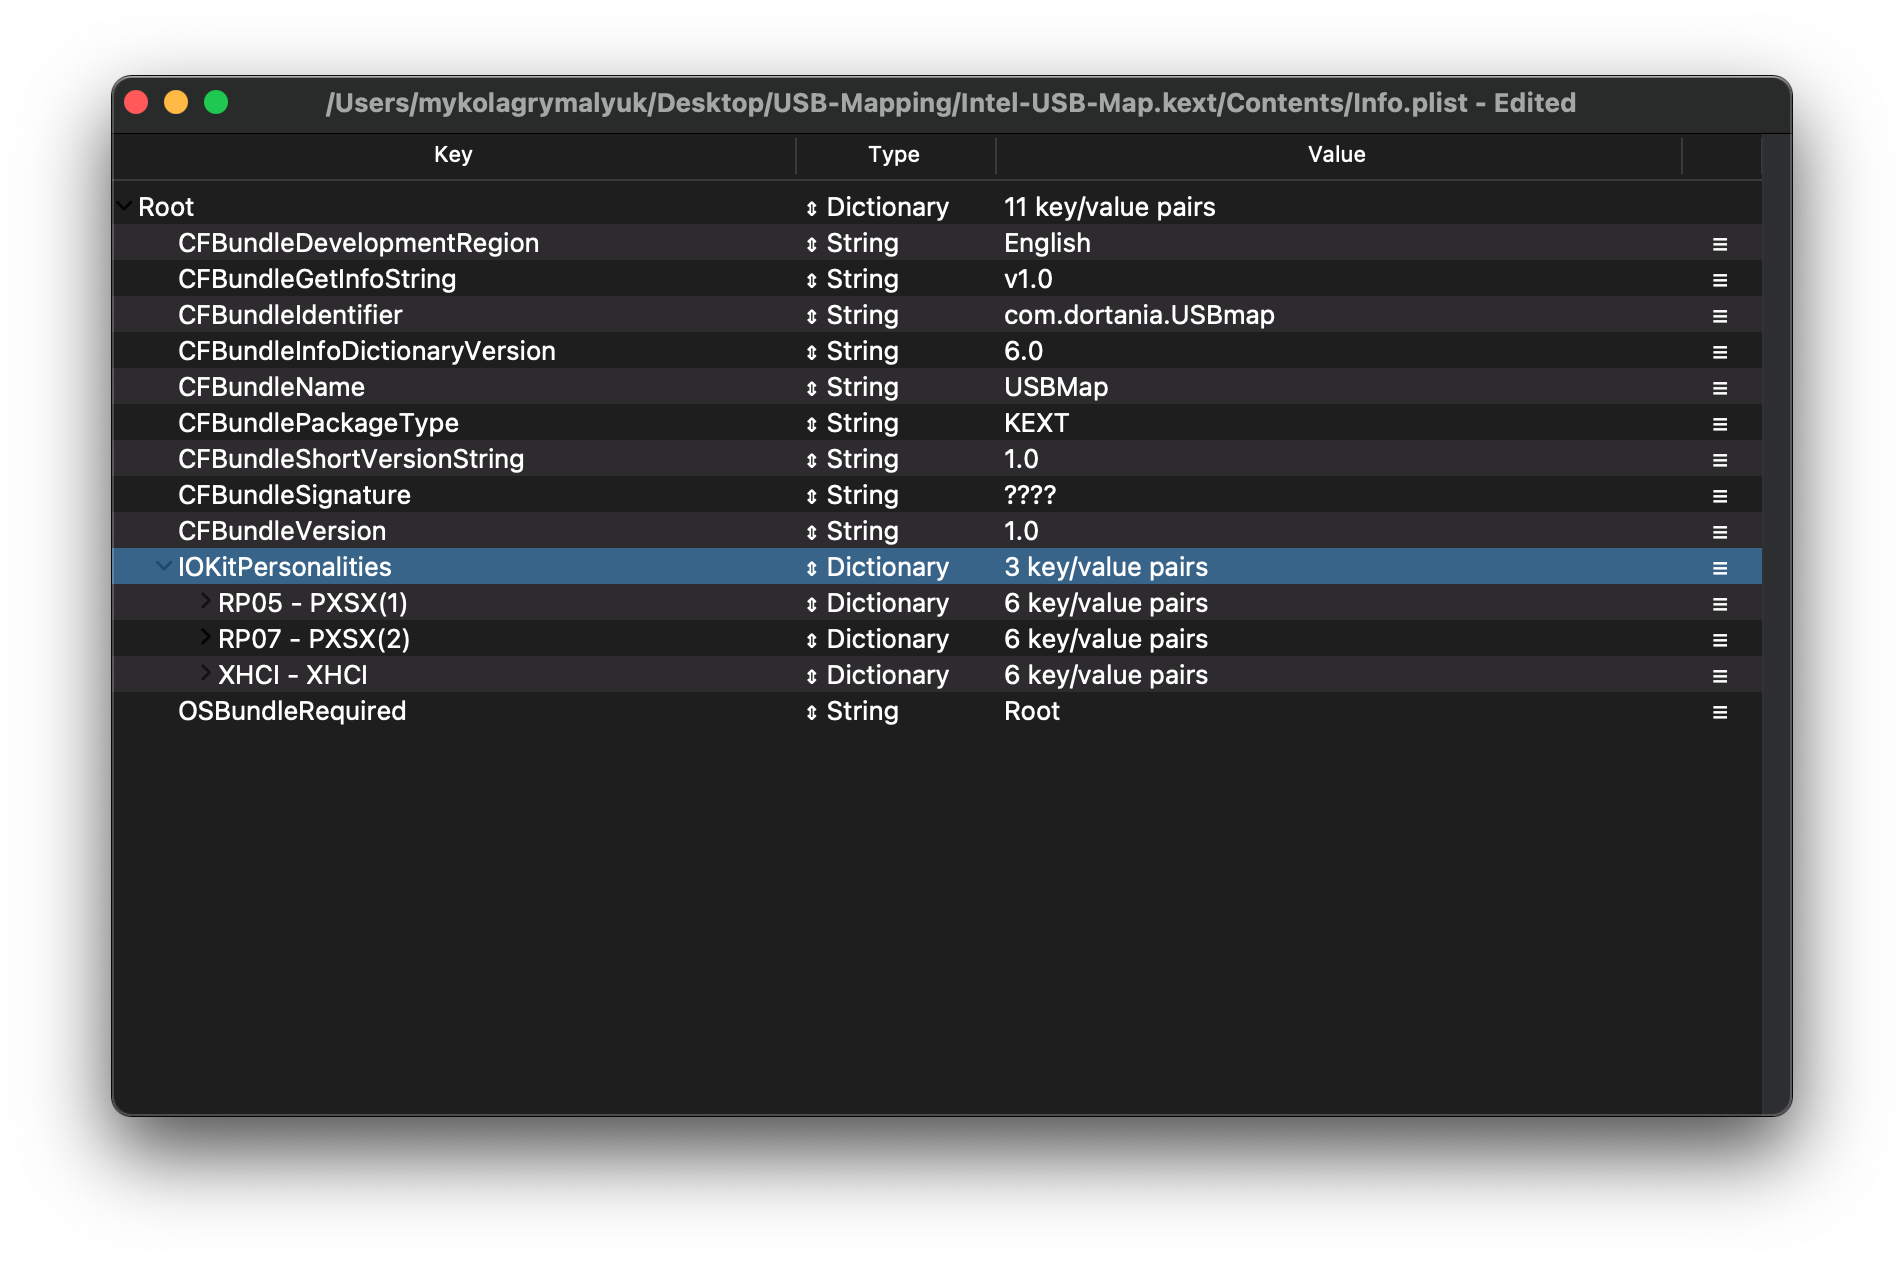 /Users/mykolagrymalyuk/Desktop/USB-Mapping/Intel-USB-Map.kext/Contents/Info.plist - Edited
Key Type Value
Root Dictionary 11 key/value pairs
CFBundleDevelopmentRegion String English
CFBundleGetInfoString String v1.0
CFBundleIdentifier String com.dortania.USBmap
CFBundleInfoDictionaryVersion String 6.0
CFBundleName String USBMap
CFBundlePackageType String KEXT
CFBundleShortVersionString String 1.0
CFBundleSignature String ????
CFBundleVersion String 1.0
IOKitPersonalities Dictionary 3 key/value pairs
RP05 - PXSX(1) Dictionary 6 key/value pairs
RP07 - PXSX(2) Dictionary 6 key/value pairs
XHCI - XHCI Dictionary 6 key/value pairs
OSBundleRequired String Root